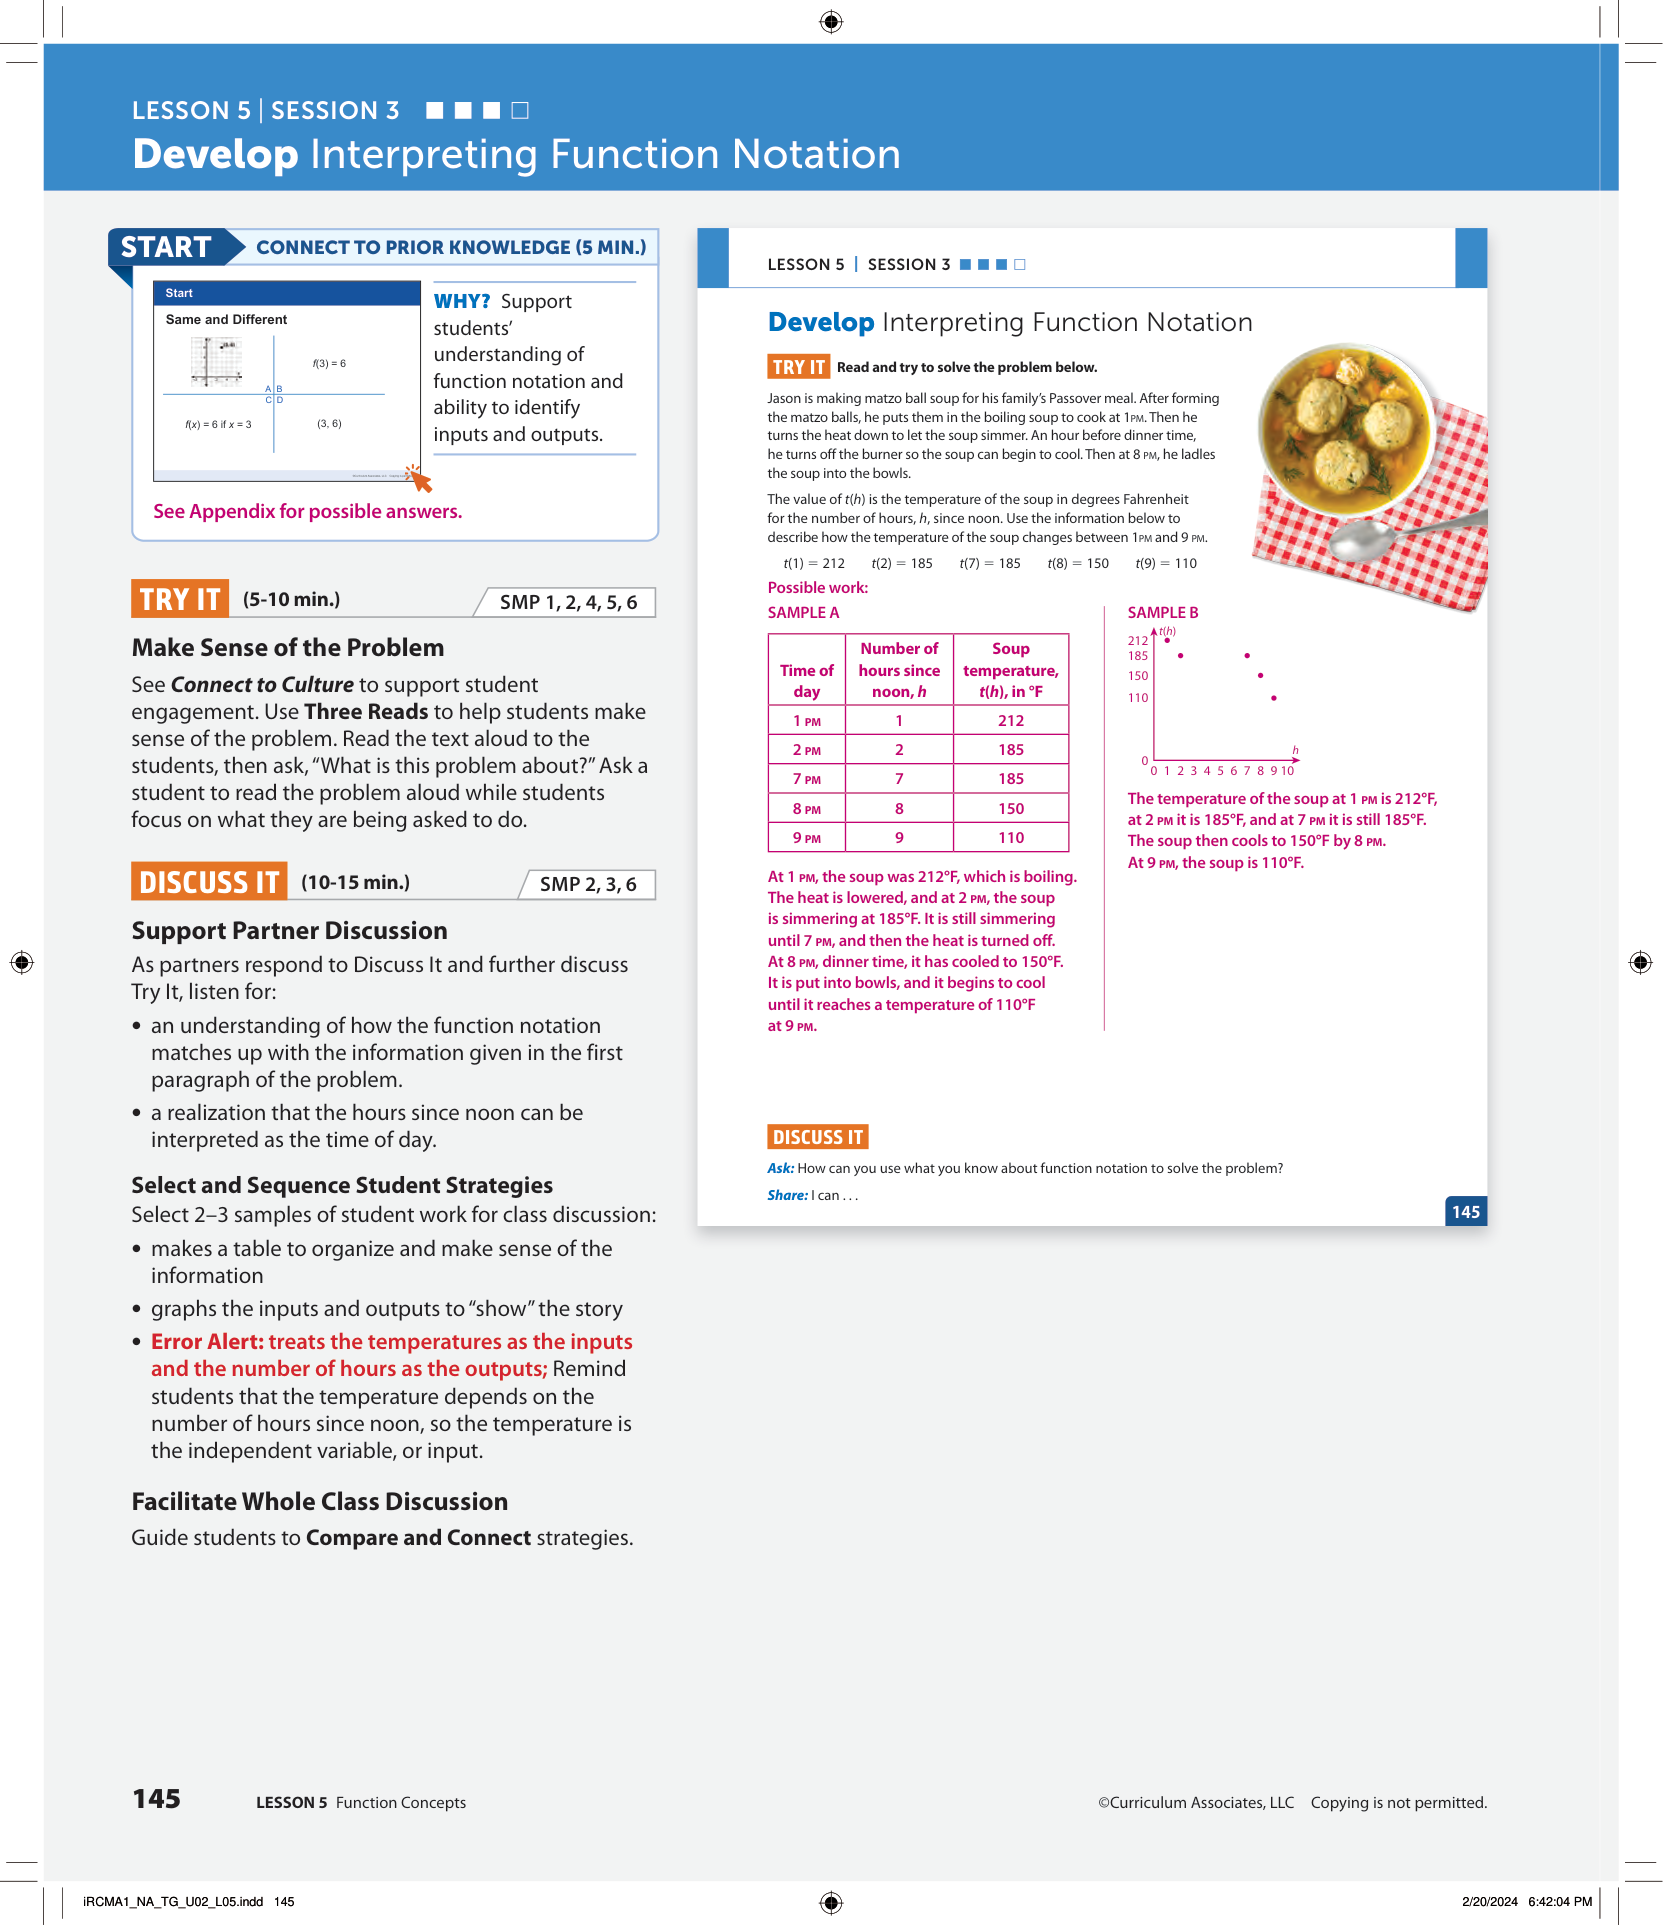 LESSON 5 | SESSION 3
Develop Interpreting Function Notation
START
CONNECT TO PRIOR KNOWLEDGE (5 MIN.)
Start
Same and Different
f(3) = 6
A B
C D
f(x) = 6 if x = 3
(3, 6)
WHY? Support
students’
understanding of
function notation and
ability to identify
inputs and outputs.
See Appendix for possible answers.
TRY IT (5-10 min.)
SMP 1, 2, 4, 5, 6
Make Sense of the Problem
See Connect to Culture to support student
engagement. Use Three Reads to help students make
sense of the problem. Read the text aloud to the
students, then ask, “What is this problem about?” Ask a
student to read the problem aloud while students
focus on what they are being asked to do.
DISCUSS IT (10-15 min.)
SMP 2, 3, 6
Support Partner Discussion
As partners respond to Discuss It and further discuss
Try It, listen for:
• an understanding of how the function notation
matches up with the information given in the first
paragraph of the problem.
• a realization that the hours since noon can be
interpreted as the time of day.
Select and Sequence Student Strategies
Select 2–3 samples of student work for class discussion:
• makes a table to organize and make sense of the
information
• graphs the inputs and outputs to “show” the story
• Error Alert: treats the temperatures as the inputs
and the number of hours as the outputs; Remind
students that the temperature depends on the
number of hours since noon, so the temperature is
the independent variable, or input.
Facilitate Whole Class Discussion
Guide students to Compare and Connect strategies.
LESSON 5 | SESSION 3
Develop Interpreting Function Notation
TRY IT Read and try to solve the problem below.
Jason is making matzo ball soup for his family’s Passover meal. After forming
the matzo balls, he puts them in the boiling soup to cook at 1PM. Then he
turns the heat down to let the soup simmer. An hour before dinner time,
he turns off the burner so the soup can begin to cool. Then at 8 PM, he ladles
the soup into the bowls.
The value of t(h) is the temperature of the soup in degrees Fahrenheit
for the number of hours, h, since noon. Use the information below to
describe how the temperature of the soup changes between 1PM and 9 PM.
t(1) = 212 t(2) = 185 t(7) = 185 t(8) = 150 t(9) = 110
Possible work:
SAMPLE A
Time of day
Number of hours since noon, h
Soup temperature, t(h), in °F
1 PM 1 212
2 PM 2 185
7 PM 7 185
8 PM 8 150
9 PM 9 110
At 1 PM, the soup was 212°F, which is boiling.
The heat is lowered, and at 2 PM, the soup
is simmering at 185°F. It is still simmering
until 7 PM, and then the heat is turned off.
At 8 PM, dinner time, it has cooled to 150°F.
It is put into bowls, and it begins to cool
until it reaches a temperature of 110°F
at 9 PM.
SAMPLE B
t(h)
212
185
150
110
0
h
0 1 2 3 4 5 6 7 8 9 10
The temperature of the soup at 1 PM is 212°F,
at 2 PM it is 185°F, and at 7 PM it is still 185°F.
The soup then cools to 150°F by 8 PM.
At 9 PM, the soup is 110°F.
DISCUSS IT
Ask: How can you use what you know about function notation to solve the problem?
Share: I can . . .
145
145
LESSON 5 Function Concepts
©Curriculum Associates, LLC Copying is not permitted.
iRCMA1_NA_TG_U02_L05.indd 145
2/20/2024 6:42:04 PM